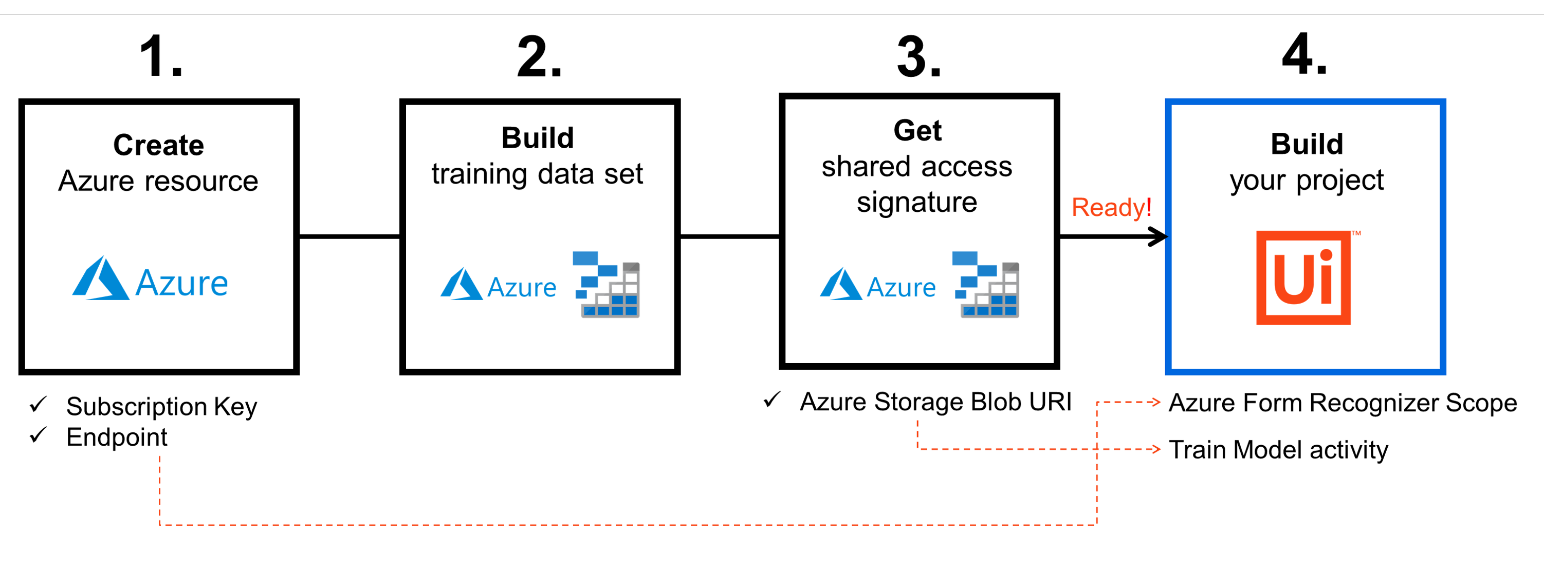 1.
2.
3.
4.
Create
Azure resource
Azure
Build
training data set
Azure
Get
shared access
signature
Azure
Ready!
Build
your project
Ui™
✓ Subscription Key
✓ Endpoint
✓ Azure Storage Blob URI
Azure Form Recognizer Scope
Train Model activity